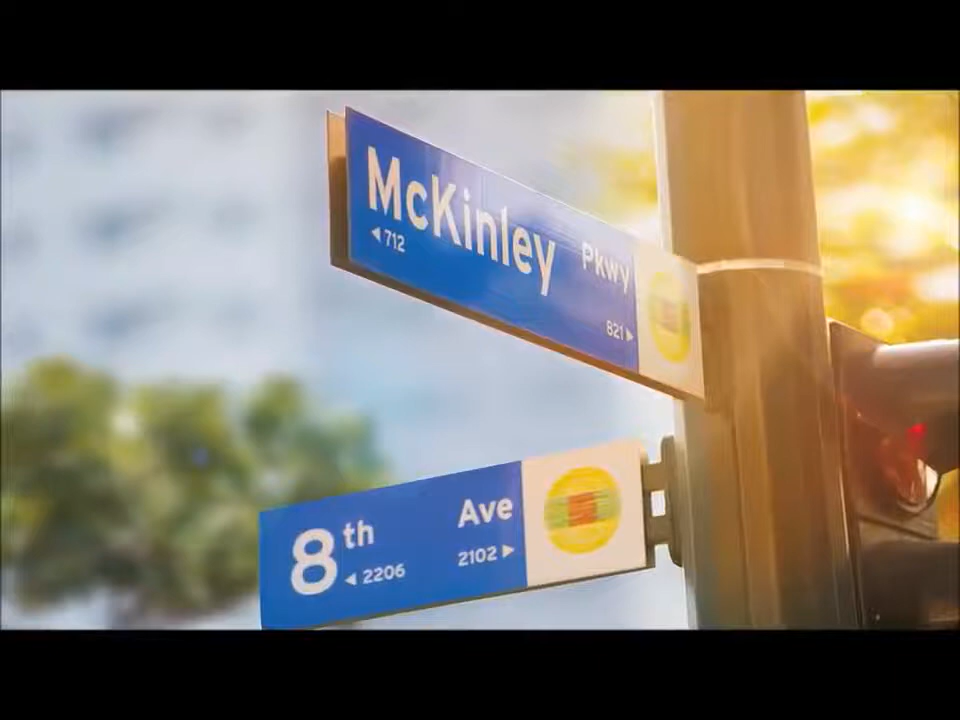 McKinley Pkwy
◀ 712 821 ▶
8th Ave
◀ 2206 2102 ▶